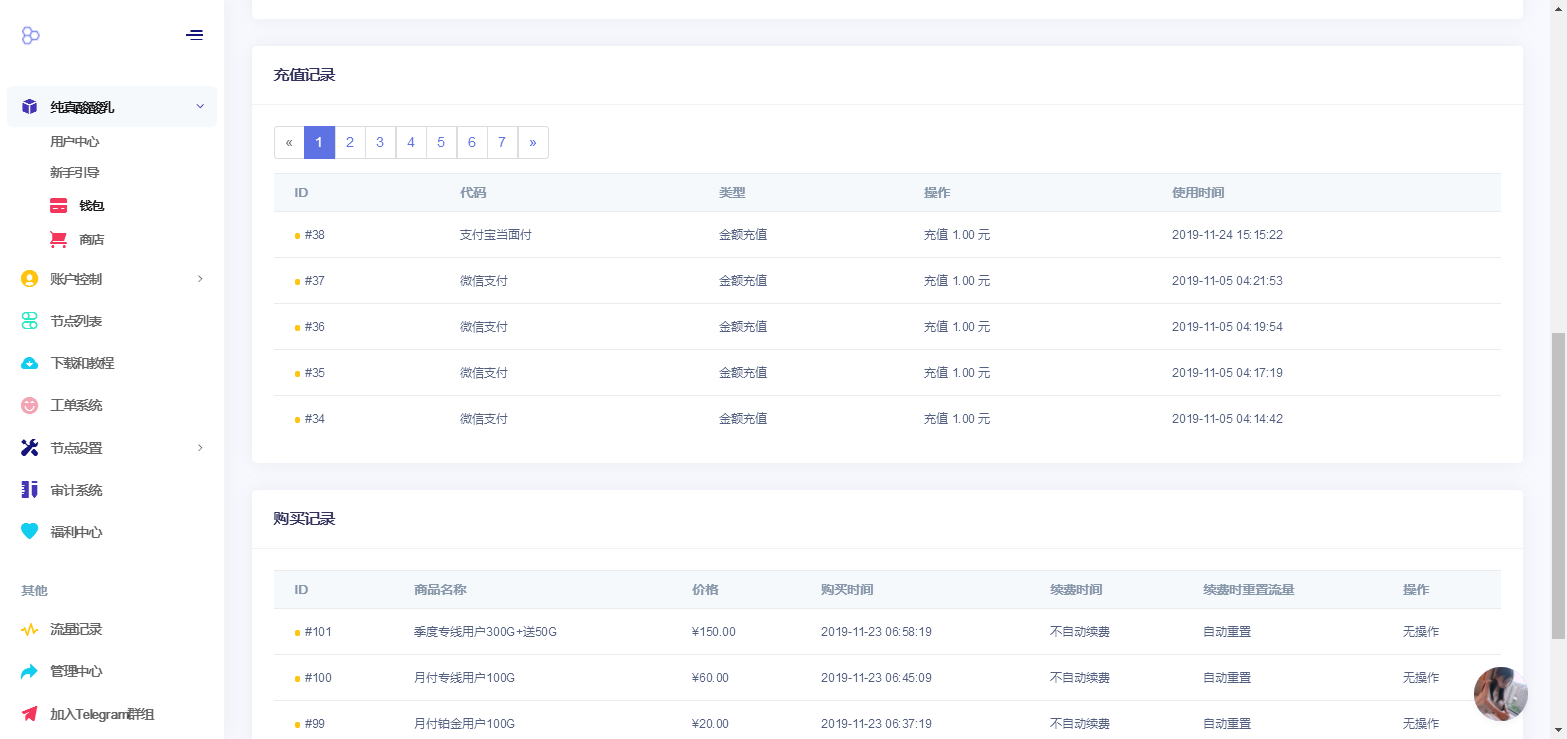 纯真酸酸乳
用户中心
新手引导
钱包
商店
账户控制
节点列表
下载和教程
工单系统
节点设置
审计系统
福利中心
其他
流量记录
管理中心
加入Telegram群组
充值记录
« 1 2 3 4 5 6 7 »
ID 代码 类型 操作 使用时间
#38 支付宝当面付 金额充值 充值 1.00 元 2019-11-24 15:15:22
#37 微信支付 金额充值 充值 1.00 元 2019-11-05 04:21:53
#36 微信支付 金额充值 充值 1.00 元 2019-11-05 04:19:54
#35 微信支付 金额充值 充值 1.00 元 2019-11-05 04:17:19
#34 微信支付 金额充值 充值 1.00 元 2019-11-05 04:14:42
购买记录
ID 商品名称 价格 购买时间 续费时间 续费时重置流量 操作
#101 季度专线用户300G+送50G ¥150.00 2019-11-23 06:58:19 不自动续费 自动重置 无操作
#100 月付专线用户100G ¥60.00 2019-11-23 06:45:09 不自动续费 自动重置 无操作
#99 月付铂金用户100G ¥20.00 2019-11-23 06:37:19 不自动续费 自动重置 无操作